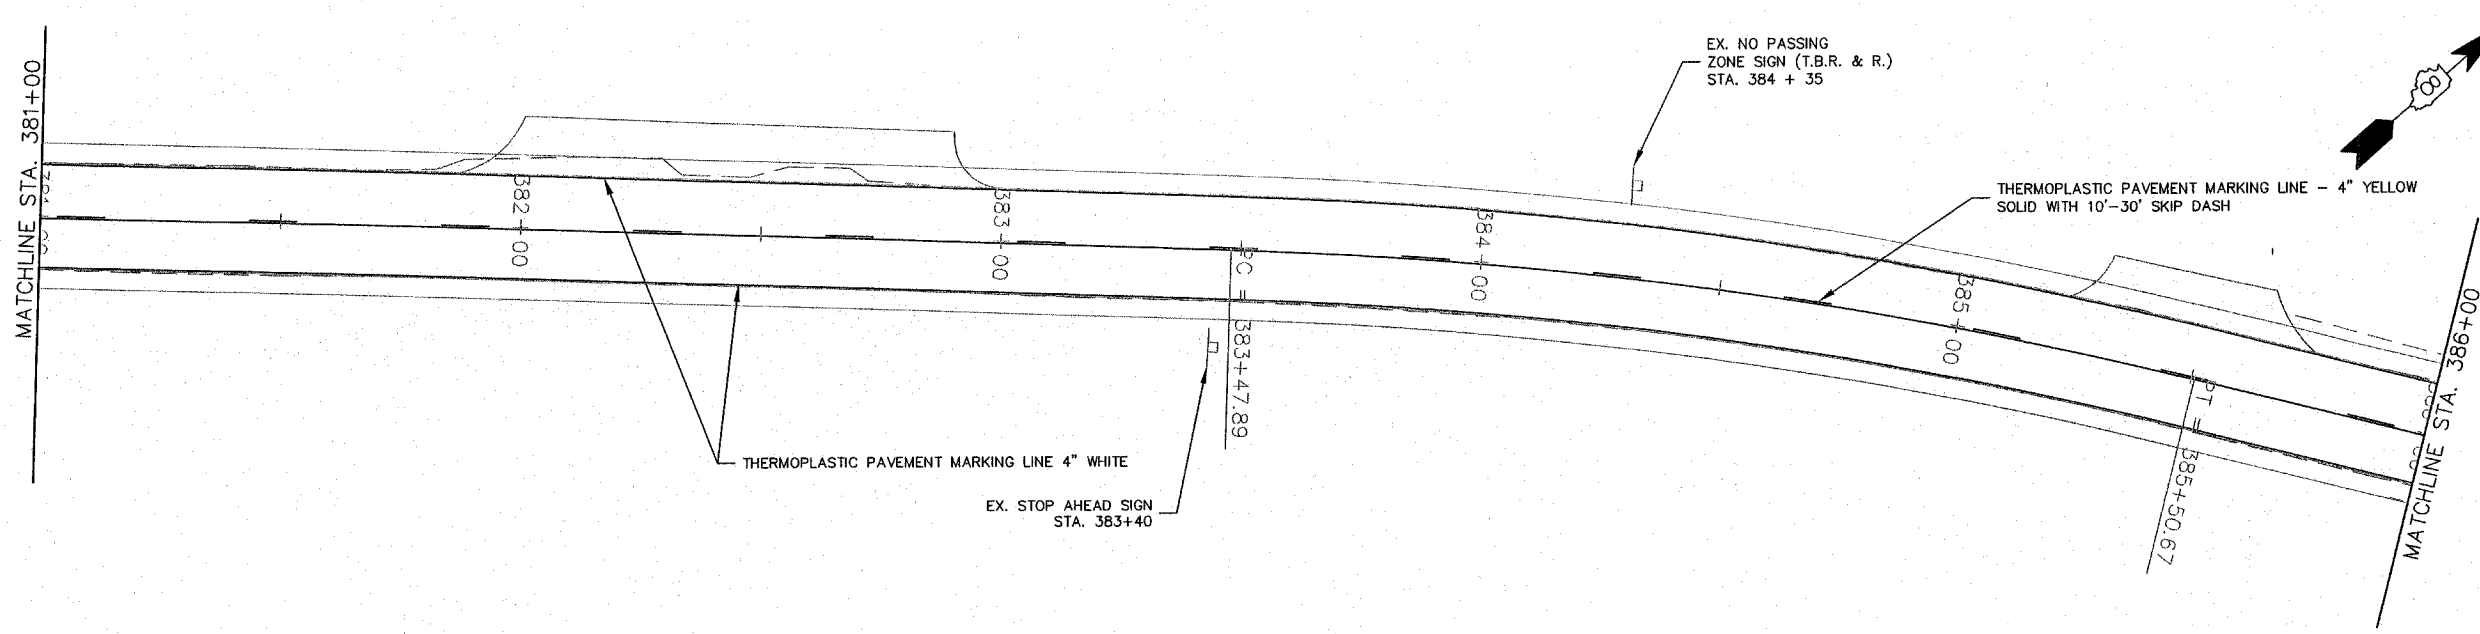 MATCHLINE STA. 381+00
EX. NO PASSING
ZONE SIGN (T.B.R. & R.)
STA. 384 + 35
THERMOPLASTIC PAVEMENT MARKING LINE - 4" YELLOW
SOLID WITH 10'-30' SKIP DASH
382+00
383+00
384+00
385+00
PC = 383+47.89
PT = 385+50.67
THERMOPLASTIC PAVEMENT MARKING LINE 4" WHITE
EX. STOP AHEAD SIGN
STA. 383+40
MATCHLINE STA. 386+00